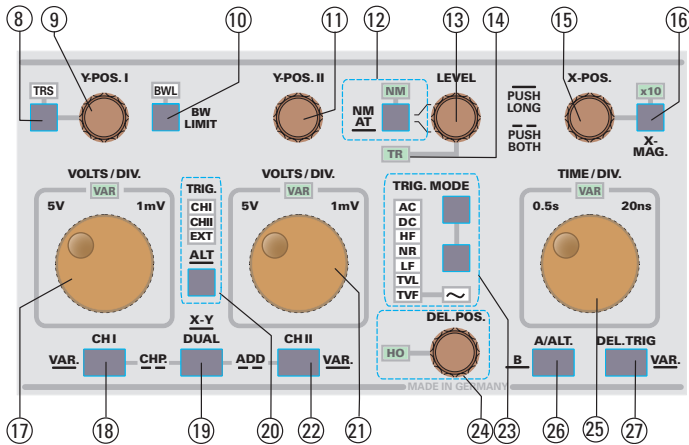 8 9 10 11 12 13 14 15 16
Y-POS. I
Y-POS. II
LEVEL
X-POS.
TRS
BWL
BW
LIMIT
NM
NM
AT
TR
PUSH
LONG
PUSH
BOTH
x10
X-
MAG.
VOLTS / DIV.
VAR
5V 1mV
TRIG.
CHI
CHII
EXT
ALT
VOLTS / DIV.
VAR
5V 1mV
TRIG. MODE
AC
DC
HF
NR
LF
TVL
TVF
~
TIME / DIV.
VAR
0.5s 20ns
X-Y
CH I
DUAL
CH II
VAR.
CHP.
ADD
VAR.
DEL.POS.
HO
A/ALT.
B
DEL.TRIG
VAR.
MADE IN GERMANY
17 18 19 20 22 21 24 23 26 25 27